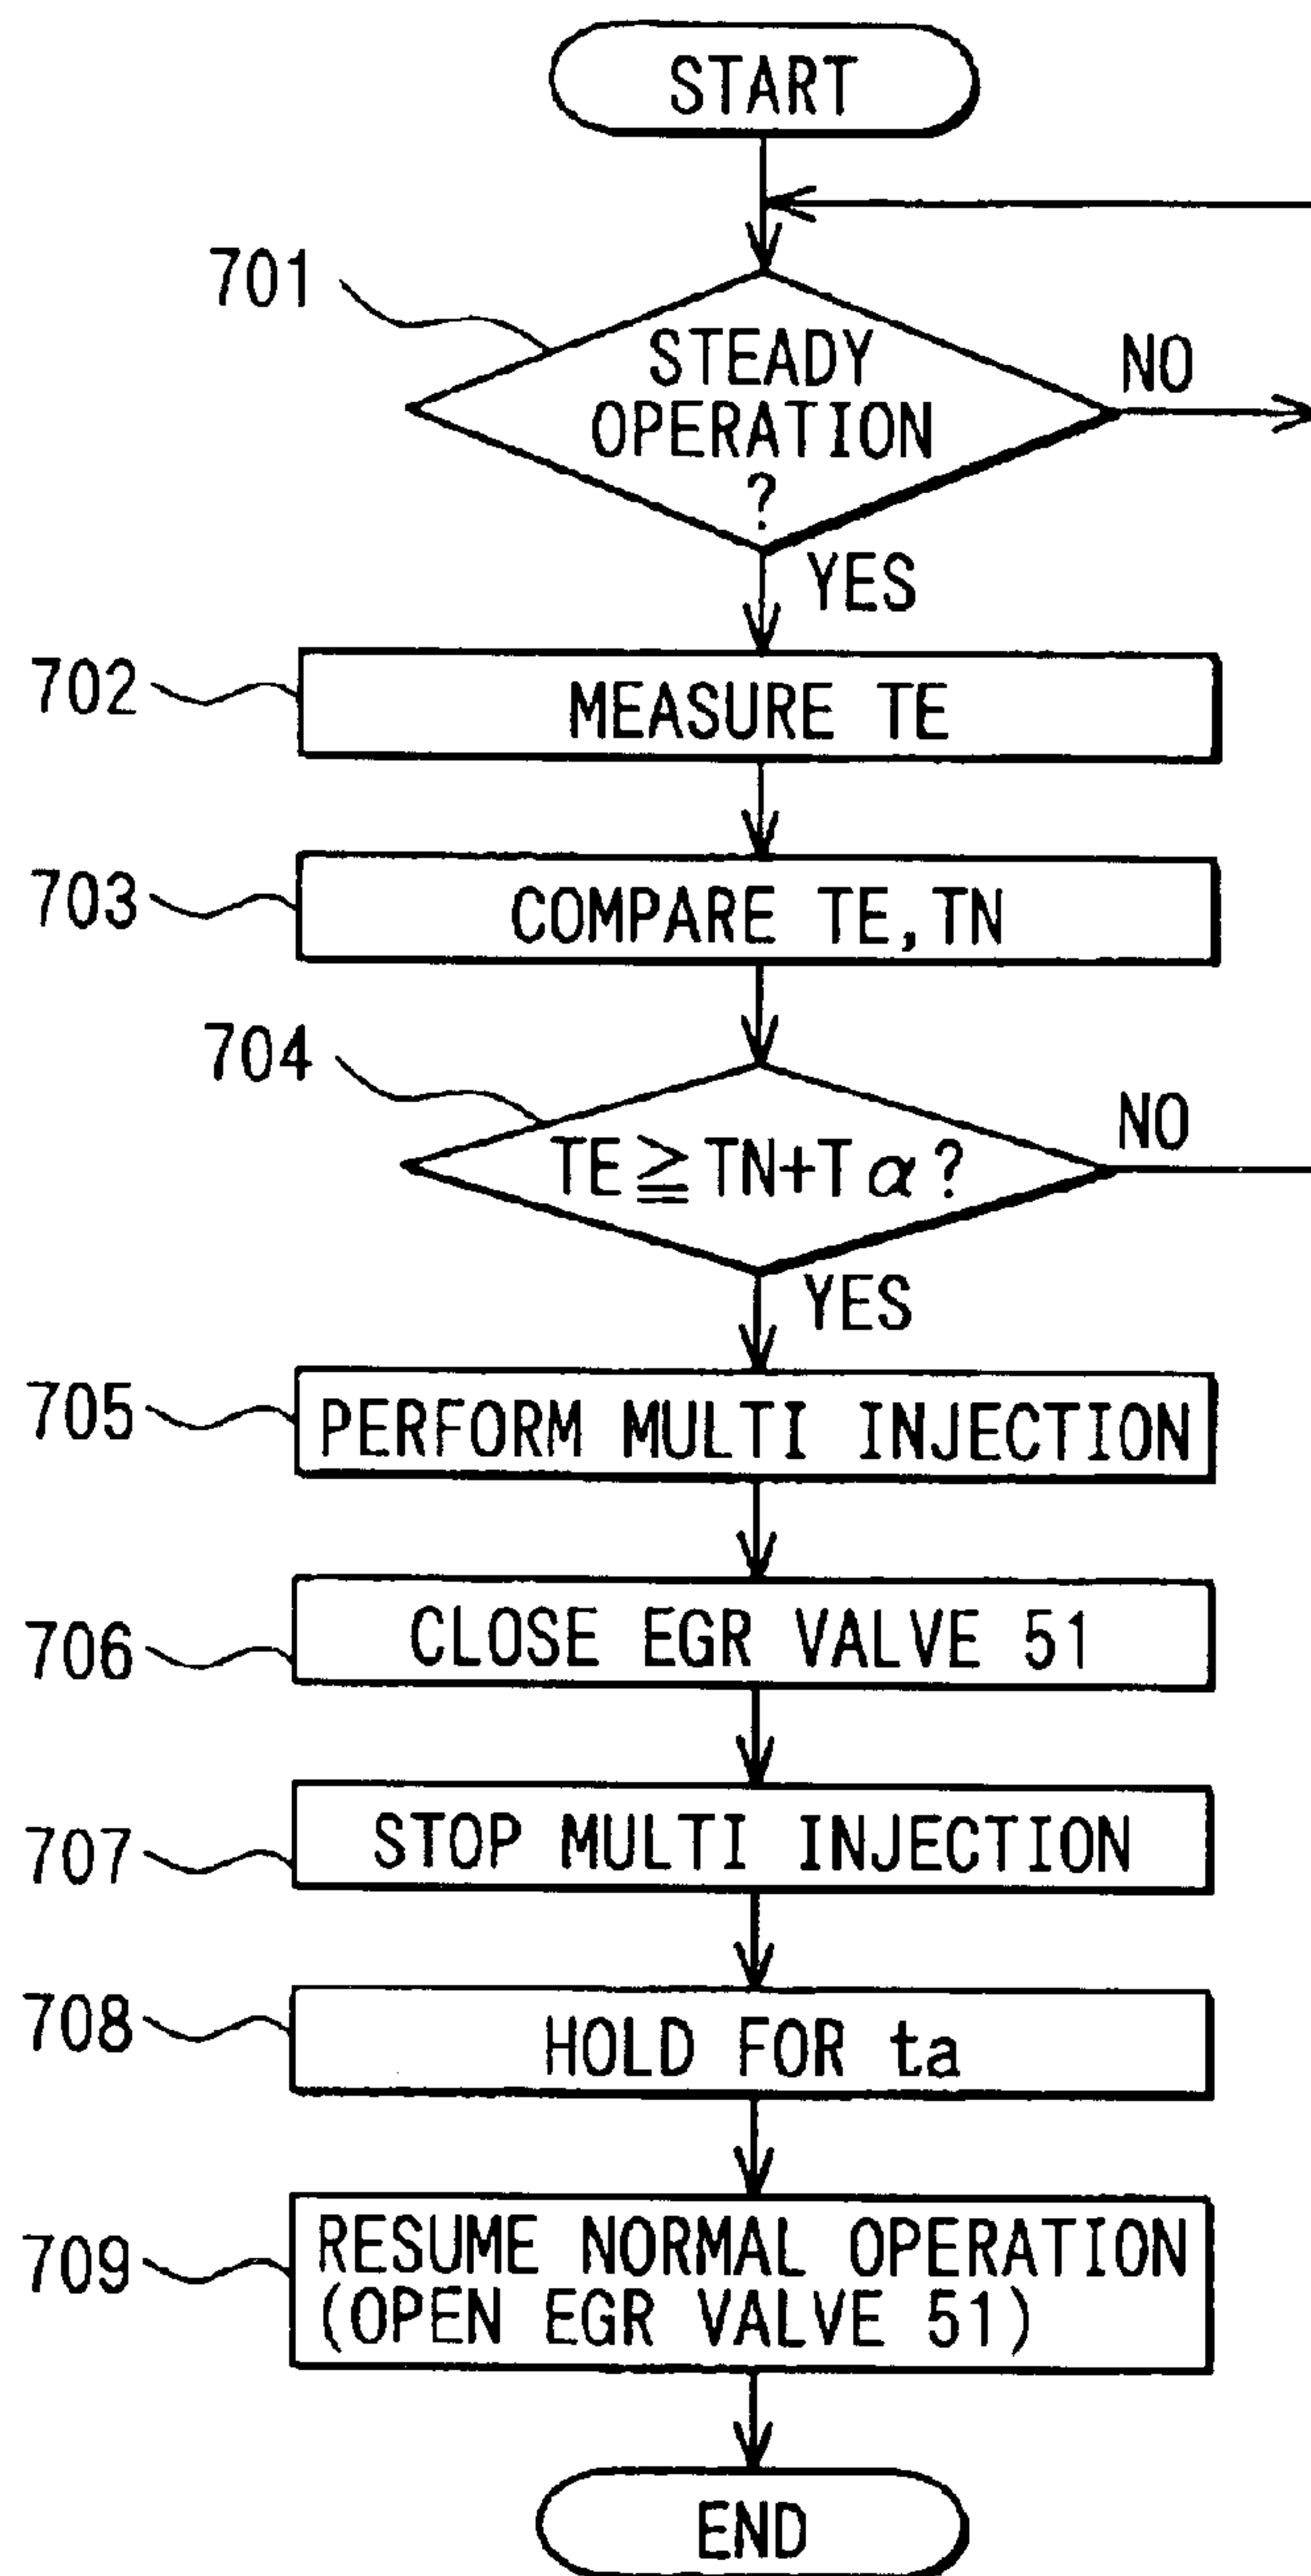 START
701
STEADY
OPERATION
?
NO
YES
702
MEASURE TE
703
COMPARE TE, TN
704
TE≧TN+Tα?
NO
YES
705
PERFORM MULTI INJECTION
706
CLOSE EGR VALVE 51
707
STOP MULTI INJECTION
708
HOLD FOR ta
709
RESUME NORMAL OPERATION
(OPEN EGR VALVE 51)
END